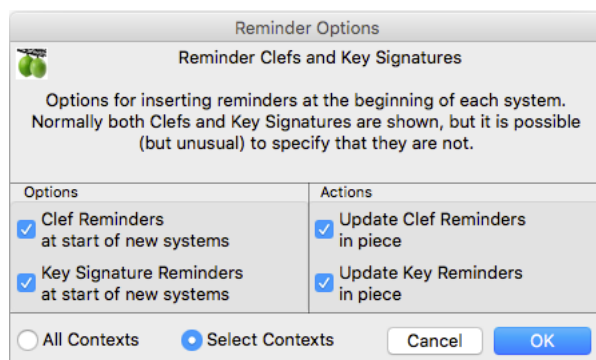 Reminder Options
Reminder Clefs and Key Signatures
Options for inserting reminders at the beginning of each system.
Normally both Clefs and Key Signatures are shown, but it is possible
(but unusual) to specify that they are not.
Options
Clef Reminders
at start of new systems
Key Signature Reminders
at start of new systems
Actions
Update Clef Reminders
in piece
Update Key Reminders
in piece
All Contexts
Select Contexts
Cancel
OK